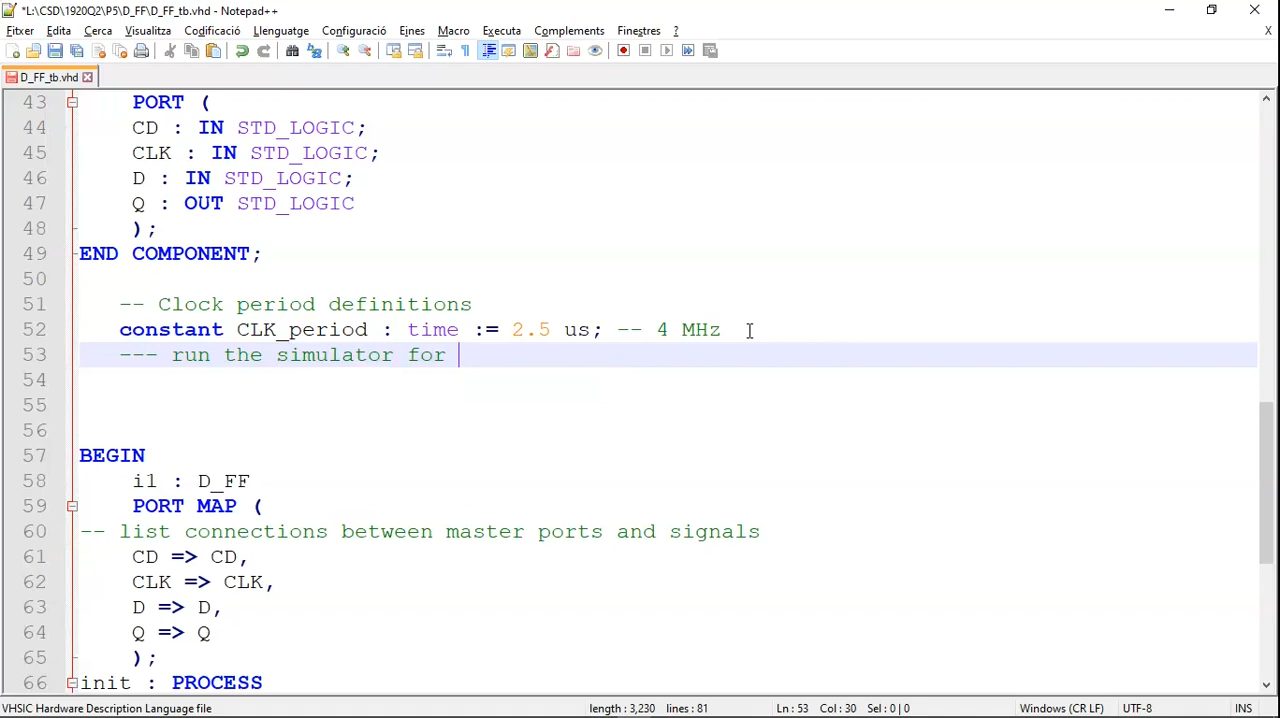 *L:\CSD\1920Q2\P5\D_FF\D_FF_tb.vhd - Notepad++
Fitxer Edita Cerca Visualitza Codificació Llenguatge Configuració Eines Macro Executa Complements Finestres ? X
D_FF_tb.vhd
43 PORT (
44 CD : IN STD_LOGIC;
45 CLK : IN STD_LOGIC;
46 D : IN STD_LOGIC;
47 Q : OUT STD_LOGIC
48 );
49 END COMPONENT;
50
51 -- Clock period definitions
52 constant CLK_period : time := 2.5 us; -- 4 MHz
53 --- run the simulator for
54
55
56
57 BEGIN
58 i1 : D_FF
59 PORT MAP (
60 -- list connections between master ports and signals
61 CD => CD,
62 CLK => CLK,
63 D => D,
64 Q => Q
65 );
66 init : PROCESS
VHSIC Hardware Description Language file length : 3,230 lines : 81 Ln : 53 Col : 30 Sel : 0 | 0 Windows (CR LF) UTF-8 INS